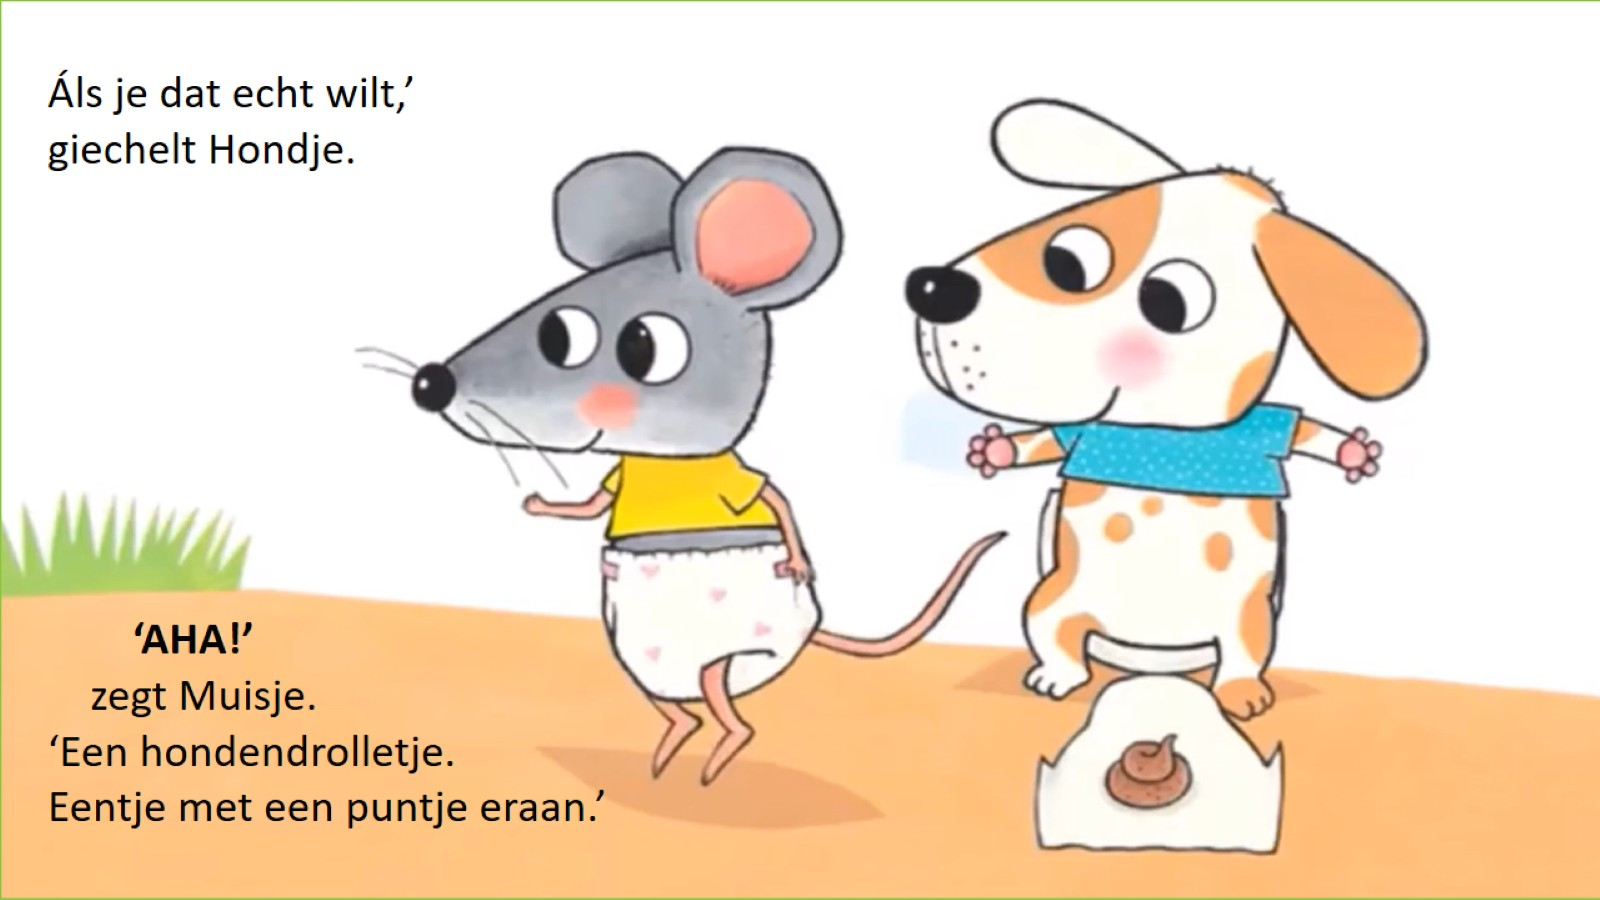 Áls je dat echt wilt,’
giechelt Hondje.
‘AHA!’
zegt Muisje.
‘Een hondendrolletje.
Eentje met een puntje eraan.’